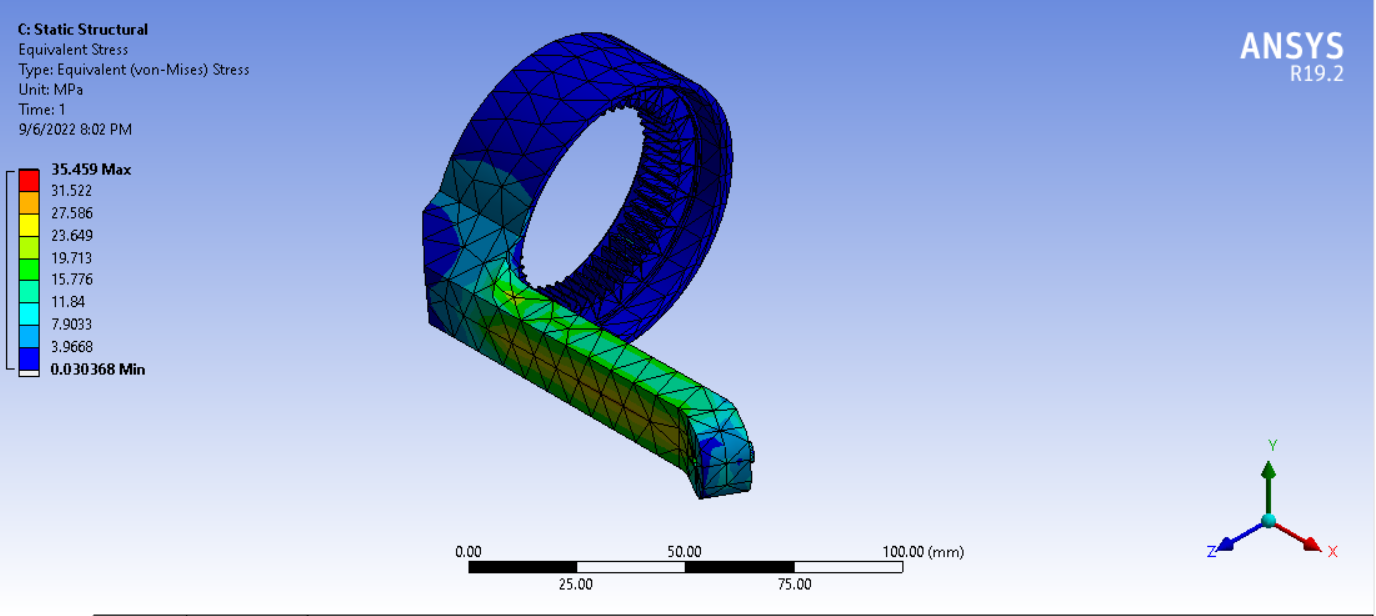 C: Static Structural
Equivalent Stress
Type: Equivalent (von-Mises) Stress
Unit: MPa
Time: 1
9/6/2022 8:02 PM
35.459 Max
31.522
27.586
23.649
19.713
15.776
11.84
7.9033
3.9668
0.030368 Min
ANSYS
R19.2
0.00 50.00 100.00 (mm)
25.00 75.00
Y
Z X